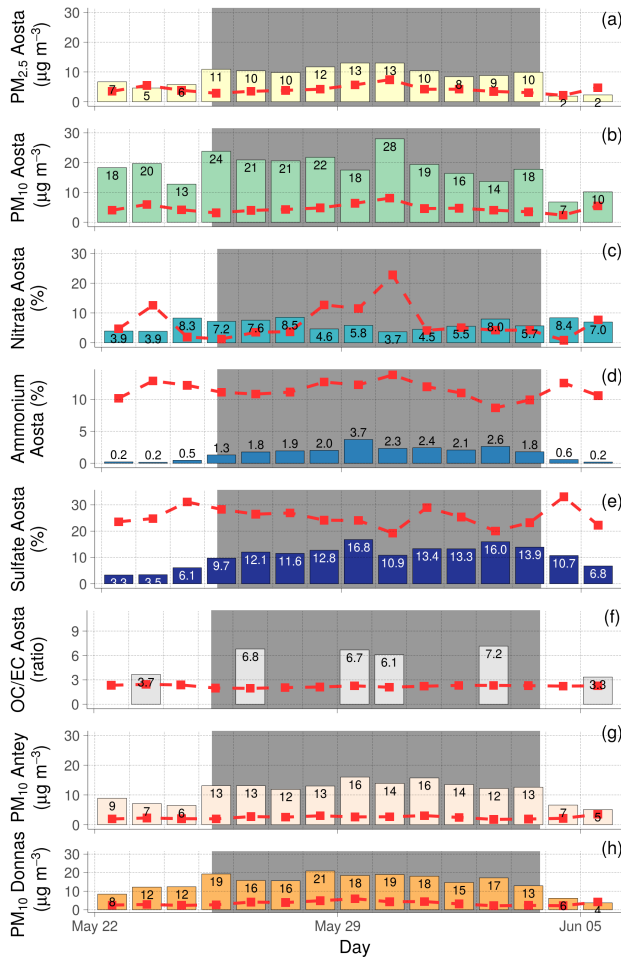 (a)
PM2.5 Aosta
(µg m−3)
30
20
10
0
7 5 6 11 10 10 12 13 13 10 8 9 10 2 2
(b)
PM10 Aosta
(µg m−3)
30
20
10
0
18 20 13 24 21 21 22 18 28 19 16 14 18 7 10
(c)
Nitrate Aosta
(%)
30
20
10
0
3.9 3.9 8.3 7.2 7.6 8.5 4.6 5.8 3.7 4.5 5.5 8.0 5.7 8.4 7.0
(d)
Ammonium
Aosta (%)
10
5
0
0.2 0.2 0.5 1.3 1.8 1.9 2.0 3.7 2.3 2.4 2.1 2.6 1.8 0.6 0.2
(e)
Sulfate Aosta
(%)
30
20
10
0
3.3 3.5 6.1 9.7 12.1 11.6 12.8 16.8 10.9 13.4 13.3 16.0 13.9 10.7 6.8
(f)
OC/EC Aosta
(ratio)
9
6
3
0
3.7 6.8 6.7 6.1 7.2 3.3
(g)
PM10 Antey
(µg m−3)
30
20
10
0
9 7 6 13 13 12 13 16 14 16 14 12 13 7 5
(h)
PM10 Donnas
(µg m−3)
30
20
10
0
8 12 12 19 16 16 21 18 19 18 15 17 13 6 4
May 22 May 29 Jun 05
Day